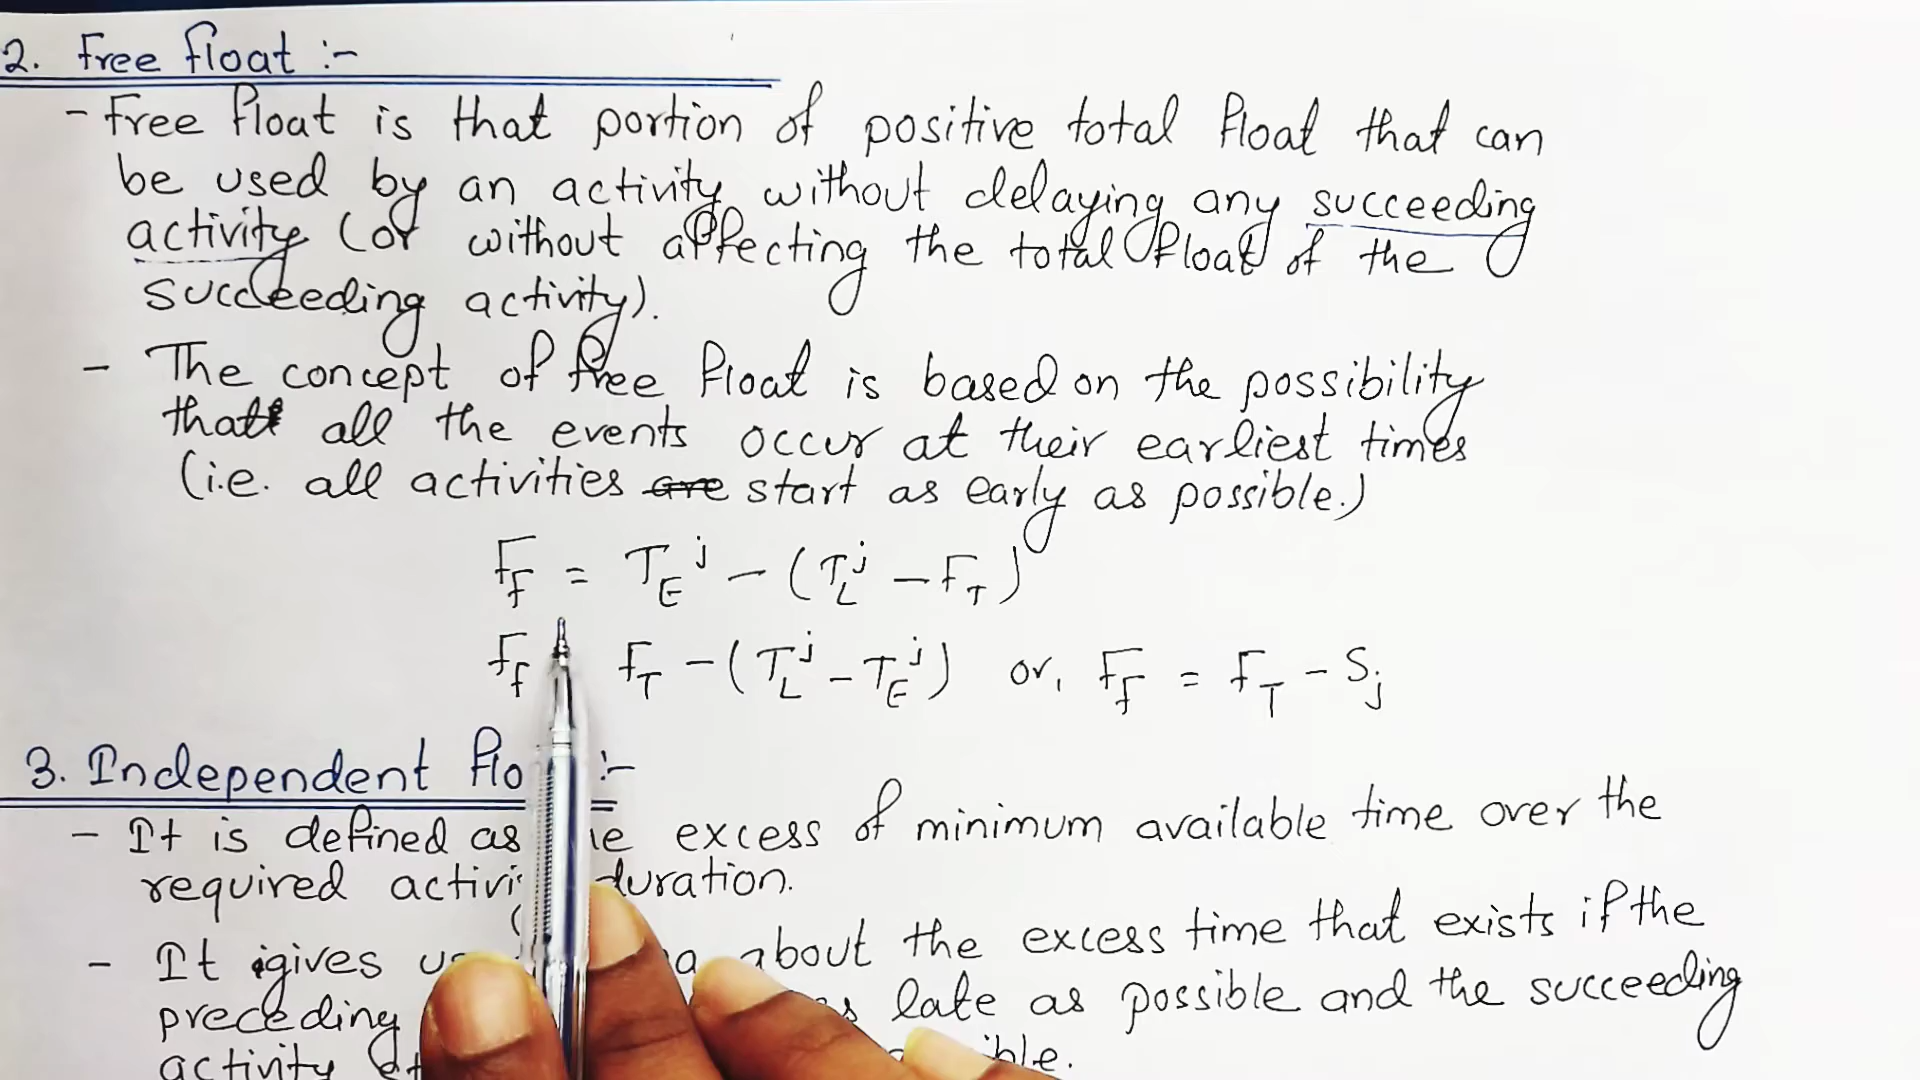 2. Free float :-
- Free float is that portion of positive total float that can
be used by an activity without delaying any succeeding
activity (or without affecting the total float of the
succeeding activity).
- The concept of free float is based on the possibility
that all the events occur at their earliest times
(i.e. all activities are start as early as possible.)
F_F = T_E^j - (T_L^j - F_T)
F_F F_T - (T_L^j - T_E^j) or, F_F = F_T - S_j
3. Independent :-
- It is defined as excess of minimum available time over the
required duration.
- It gives about the excess time that exists if the
preceding late as possible and the succeeding
activity